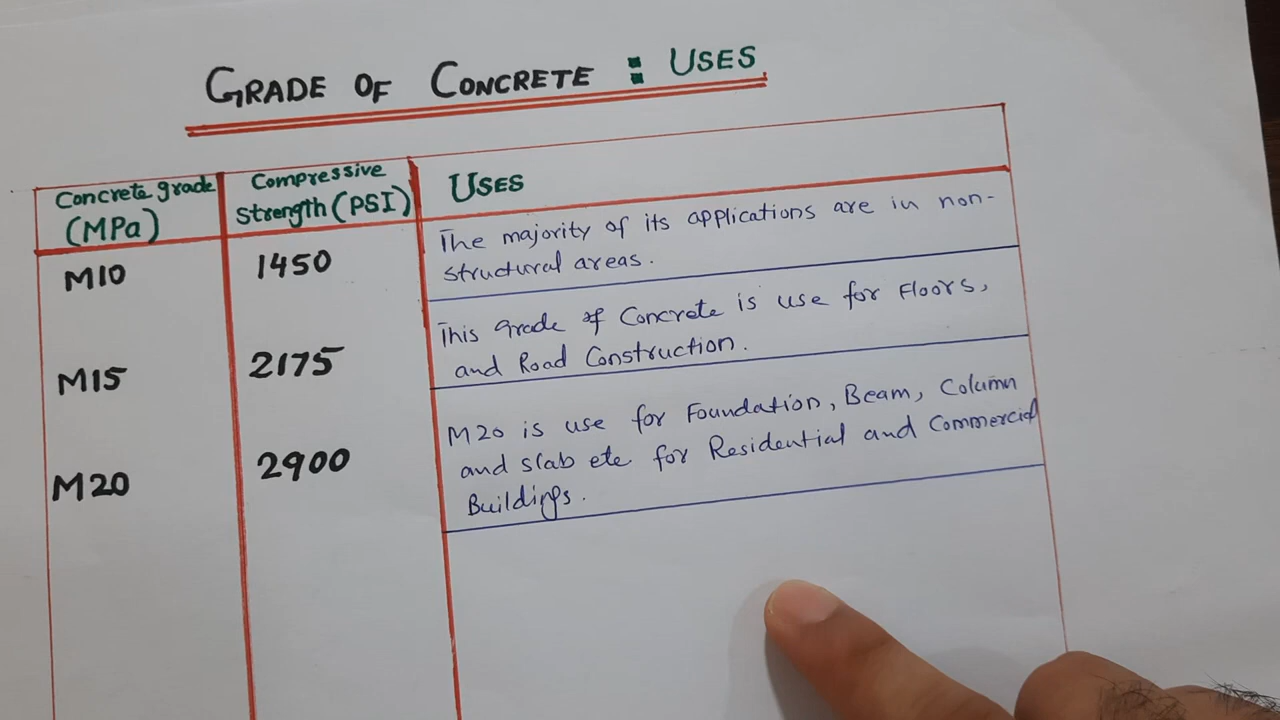 GRADE OF CONCRETE : USES
Concrete grade (MPa)
Compressive Strength (PSI)
USES
M10
1450
The majority of its applications are in non-
structural areas.
M15
2175
This Grade of Concrete is use for Floors,
and Road Construction.
M20
2900
M20 is use for Foundation, Beam, Column
and slab etc for Residential and Commercial
Buildings.